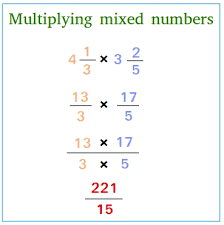 Multiplying mixed numbers
4 1/3 × 3 2/5
13/3 × 17/5
13 × 17
3 × 5
221
15